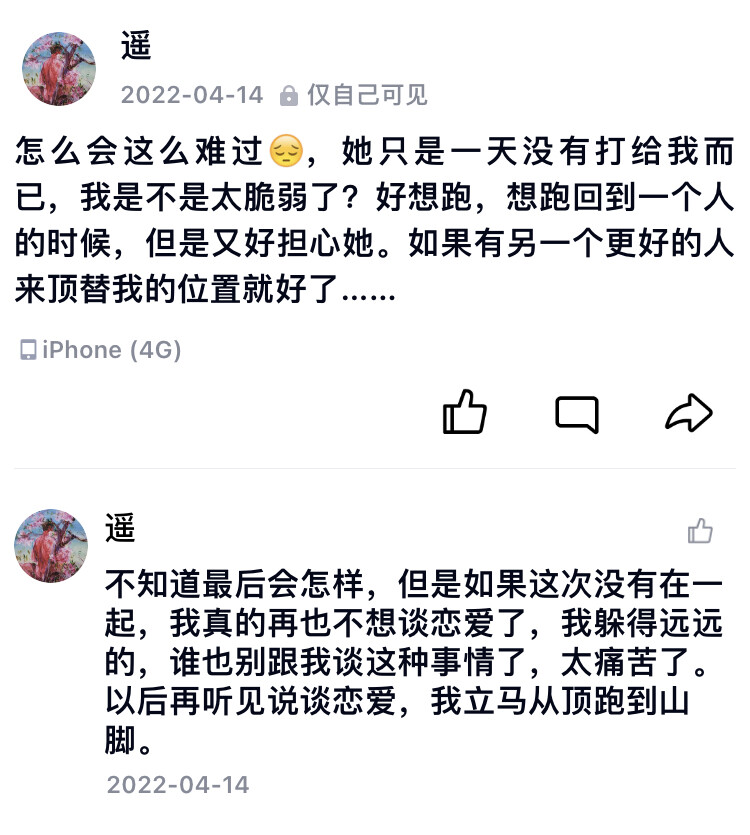 遥
2022-04-14 仅自己可见
怎么会这么难过😔，她只是一天没有打给我而
已，我是不是太脆弱了？好想跑，想跑回到一个人
的时候，但是又好担心她。如果有另一个更好的人
来顶替我的位置就好了……
iPhone (4G)
遥
不知道最后会怎样，但是如果这次没有在一
起，我真的再也不想谈恋爱了，我躲得远远
的，谁也别跟我谈这种事情了，太痛苦了。
以后再听见说谈恋爱，我立马从顶跑到山
脚。
2022-04-14